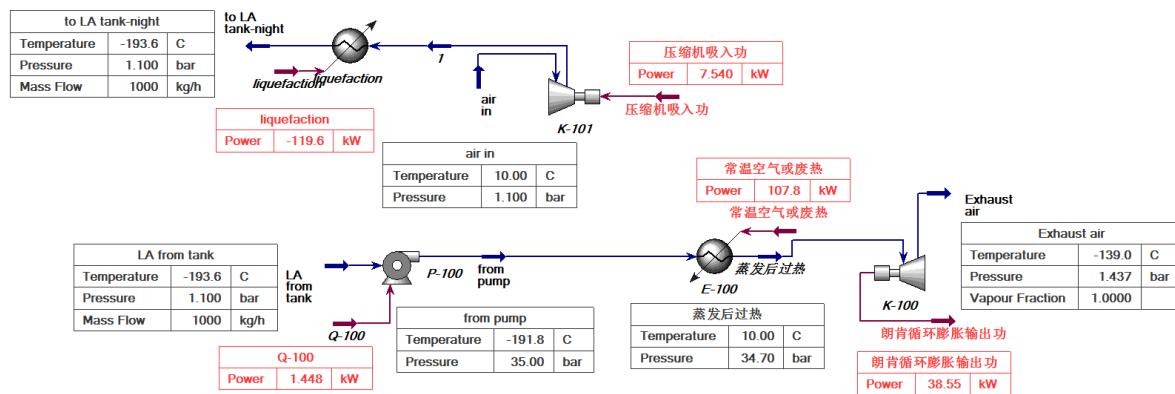 to LA tank-night
Temperature -193.6 C
Pressure 1.100 bar
Mass Flow 1000 kg/h
to LA
tank-night
liquefaction
liquefaction
1
air
in
K-101
压缩机吸入功
Power 7.540 kW
压缩机吸入功
liquefaction
Power -119.6 kW
air in
Temperature 10.00 C
Pressure 1.100 bar
常温空气或废热
Power 107.8 kW
常温空气或废热
Exhaust
air
LA from tank
Temperature -193.6 C
Pressure 1.100 bar
Mass Flow 1000 kg/h
LA
from
tank
P-100
from
pump
Q-100
E-100
蒸发后过热
K-100
Exhaust air
Temperature -139.0 C
Pressure 1.437 bar
Vapour Fraction 1.0000
朗肯循环膨胀输出功
Q-100
Power 1.448 kW
from pump
Temperature -191.8 C
Pressure 35.00 bar
蒸发后过热
Temperature 10.00 C
Pressure 34.70 bar
朗肯循环膨胀输出功
Power 38.55 kW